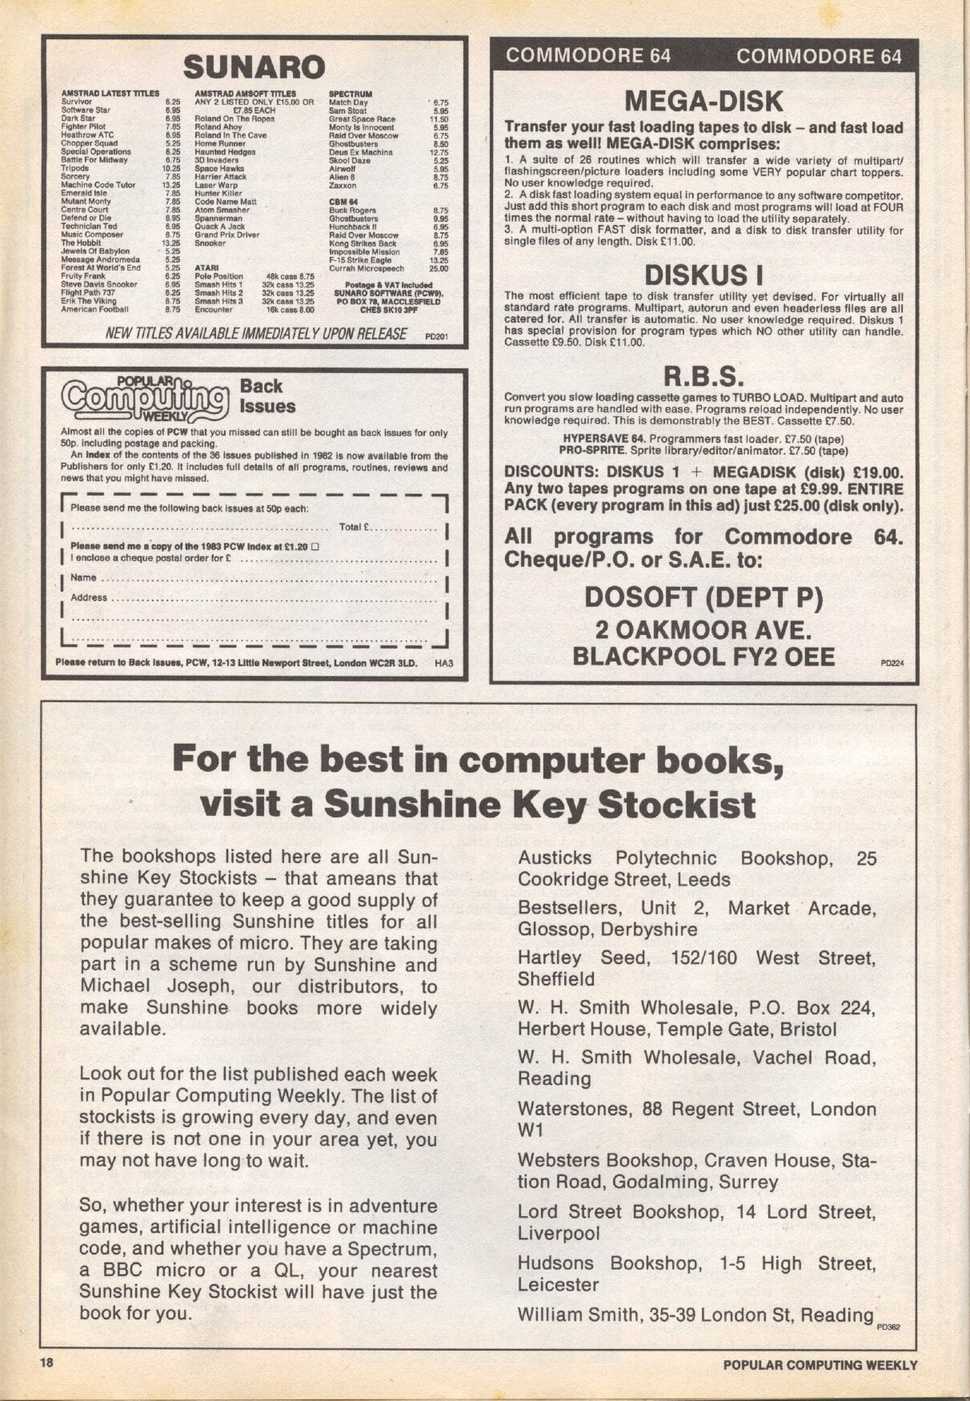 SUNARO
AMSTRAD LATEST TITLES
Survivor 6.25
Software Star 6.95
Dark Star 6.95
Fighter Pilot 7.85
Heathrow ATC 6.95
Chopper Squad 5.25
Special Operations 6.25
Battle For Midway 6.75
Tripods 10.25
Sorcery 7.85
Machine Code Tutor 13.25
Emerald Isle 7.85
Mutant Monty 7.85
Centre Court 7.85
Defend or Die 6.95
Technician Ted 6.95
Music Composer 8.75
The Hobbit 13.25
Jewels Of Babylon 5.25
Message Andromeda 5.25
Forest At World's End 5.25
Fruity Frank 6.25
Steve Davis Snooker 6.95
Flight Path 737 6.25
Erik The Viking 8.75
American Football 8.75
AMSTRAD AMSOFT TITLES
ANY 2 LISTED ONLY £15.00 OR
£7.85 EACH
Roland On The Ropes
Roland Ahoy
Roland In The Cave
Home Runner
Haunted Hedges
3D Invaders
Space Hawks
Harrier Attack
Laser Warp
Hunter Killer
Code Name Matt
Atom Smasher
Spannerman
Quack A Jack
Grand Prix Driver
Snooker
ATARI
Pole Position 48k cass 8.75
Smash Hits 1 32k cass 13.25
Smash Hits 2 32k cass 13.25
Smash Hits 3 32k cass 13.25
Encounter 16k cass 8.00
SPECTRUM
Match Day 6.75
Sam Stoat 5.95
Great Space Race 11.50
Monty Is Innocent 5.95
Raid Over Moscow 6.75
Ghostbusters 8.50
Deus Ex Machina 12.75
Skool Daze 5.25
Airwolf 5.95
Alien 8 8.75
Zaxxon 6.75
CBM 64
Buck Rogers 8.75
Ghostbusters 9.95
Hunchback II 6.95
Raid Over Moscow 8.75
Kong Strikes Back 6.95
Impossible Mission 7.85
F-15 Strike Eagle 13.25
Currah Microspeech 25.00
Postage & VAT Included
SUNARO SOFTWARE (PCW9),
PO BOX 78, MACCLESFIELD
CHES SK10 3PF
NEW TITLES AVAILABLE IMMEDIATELY UPON RELEASE PD201
POPULAR
Computing
WEEKLY
Back
Issues
Almost all the copies of PCW that you missed can still be bought as back issues for only
50p. including postage and packing.
An Index of the contents of the 36 issues published in 1982 is now available from the
Publishers for only £1.20. It includes full details of all programs, routines, reviews and
news that you might have missed.
Please send me the following back issues at 50p each:
Total £
Please send me a copy of the 1983 PCW Index at £1.20 □
I enclose a cheque postal order for £
Name
Address
Please return to Back Issues, PCW, 12-13 Little Newport Street, London WC2R 3LD. HA3
COMMODORE 64 COMMODORE 64
MEGA-DISK
Transfer your fast loading tapes to disk – and fast load
them as well! MEGA-DISK comprises:
1. A suite of 26 routines which will transfer a wide variety of multipart/
flashingscreen/picture loaders including some VERY popular chart toppers.
No user knowledge required.
2. A disk fast loading system equal in performance to any software competitor.
Just add this short program to each disk and most programs will load at FOUR
times the normal rate – without having to load the utility separately.
3. A multi-option FAST disk dormatter, and a disk to disk transfer utility for
single files of any length. Disk £11.00.
DISKUS I
The most efficient tape to disk transfer utility yet devised. For virtually all
standard rate programs. Multipart, autorun and even headerless files are all
catered for. All transfer is automatic. No user knowledge required. Diskus 1
has special provision for program types which NO other utility can handle.
Cassette £9.50. Disk £11.00.
R.B.S.
Convert you slow loading cassette games to TURBO LOAD. Multipart and auto
run programs are handled with ease. Programs reload independently. No user
knowledge required. This is demonstrably the BEST. Cassette £7.50.
HYPERSAVE 64. Programmers fast loader. £7.50 (tape)
PRO-SPRITE. Sprite library/editor/animator. £7.50 (tape)
DISCOUNTS: DISKUS 1 + MEGADISK (disk) £19.00.
Any two tapes programs on one tape at £9.99. ENTIRE
PACK (every program in this ad) just £25.00 (disk only).
All programs for Commodore 64.
Cheque/P.O. or S.A.E. to:
DOSOFT (DEPT P)
2 OAKMOOR AVE.
BLACKPOOL FY2 OEE PD224
For the best in computer books,
visit a Sunshine Key Stockist
The bookshops listed here are all Sun-
shine Key Stockists – that ameans that
they guarantee to keep a good supply of
the best-selling Sunshine titles for all
popular makes of micro. They are taking
part in a scheme run by Sunshine and
Michael Joseph, our distributors, to
make Sunshine books more widely
available.
Look out for the list published each week
in Popular Computing Weekly. The list of
stockists is growing every day, and even
if there is not one in your area yet, you
may not have long to wait.
So, whether your interest is in adventure
games, artificial intelligence or machine
code, and whether you have a Spectrum,
a BBC micro or a QL, your nearest
Sunshine Key Stockist will have just the
book for you.
Austicks Polytechnic Bookshop, 25
Cookridge Street, Leeds
Bestsellers, Unit 2, Market Arcade,
Glossop, Derbyshire
Hartley Seed, 152/160 West Street,
Sheffield
W. H. Smith Wholesale, P.O. Box 224,
Herbert House, Temple Gate, Bristol
W. H. Smith Wholesale, Vachel Road,
Reading
Waterstones, 88 Regent Street, London
W1
Websters Bookshop, Craven House, Sta-
tion Road, Godalming, Surrey
Lord Street Bookshop, 14 Lord Street,
Liverpool
Hudsons Bookshop, 1-5 High Street,
Leicester
William Smith, 35-39 London St, Reading
PD362
18
POPULAR COMPUTING WEEKLY